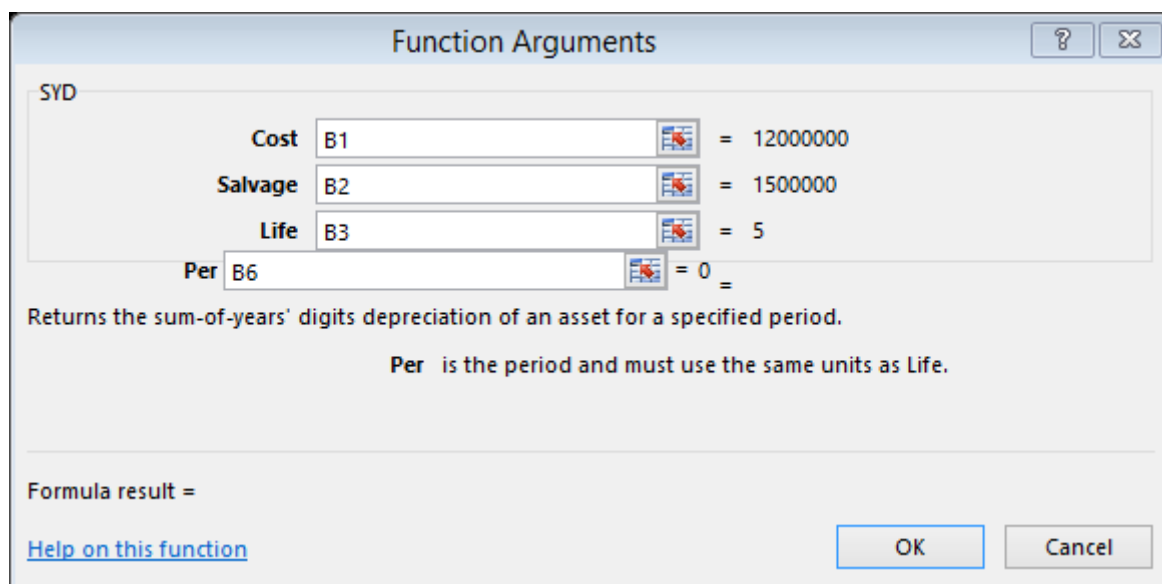 Function Arguments
SYD
Cost B1 = 12000000
Salvage B2 = 1500000
Life B3 = 5
Per B6 = 0 =
Returns the sum-of-years' digits depreciation of an asset for a specified period.
Per is the period and must use the same units as Life.
Formula result =
Help on this function OK Cancel